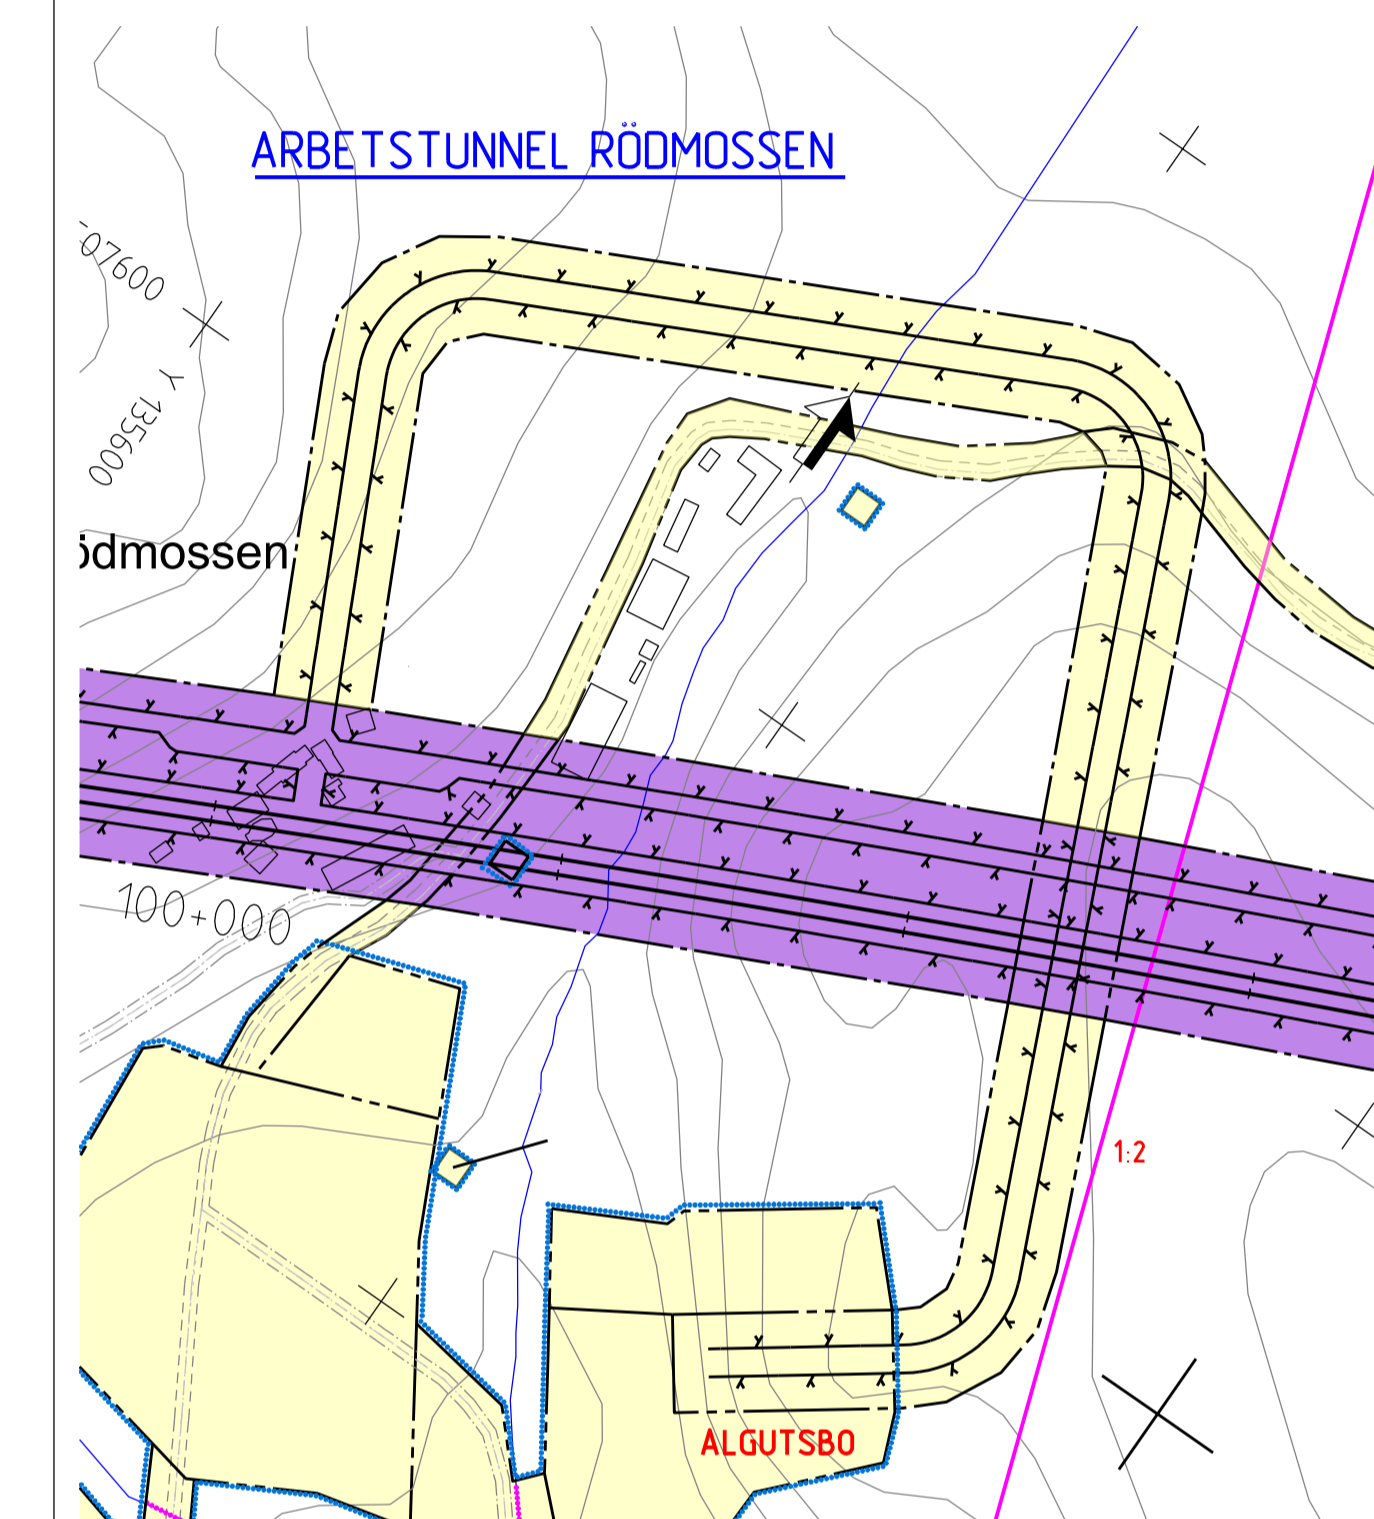 ARBETSTUNNEL RÖDMOSSEN
07600
Y 135600
ödmossen
100+000
1:2
ALGUTSBO